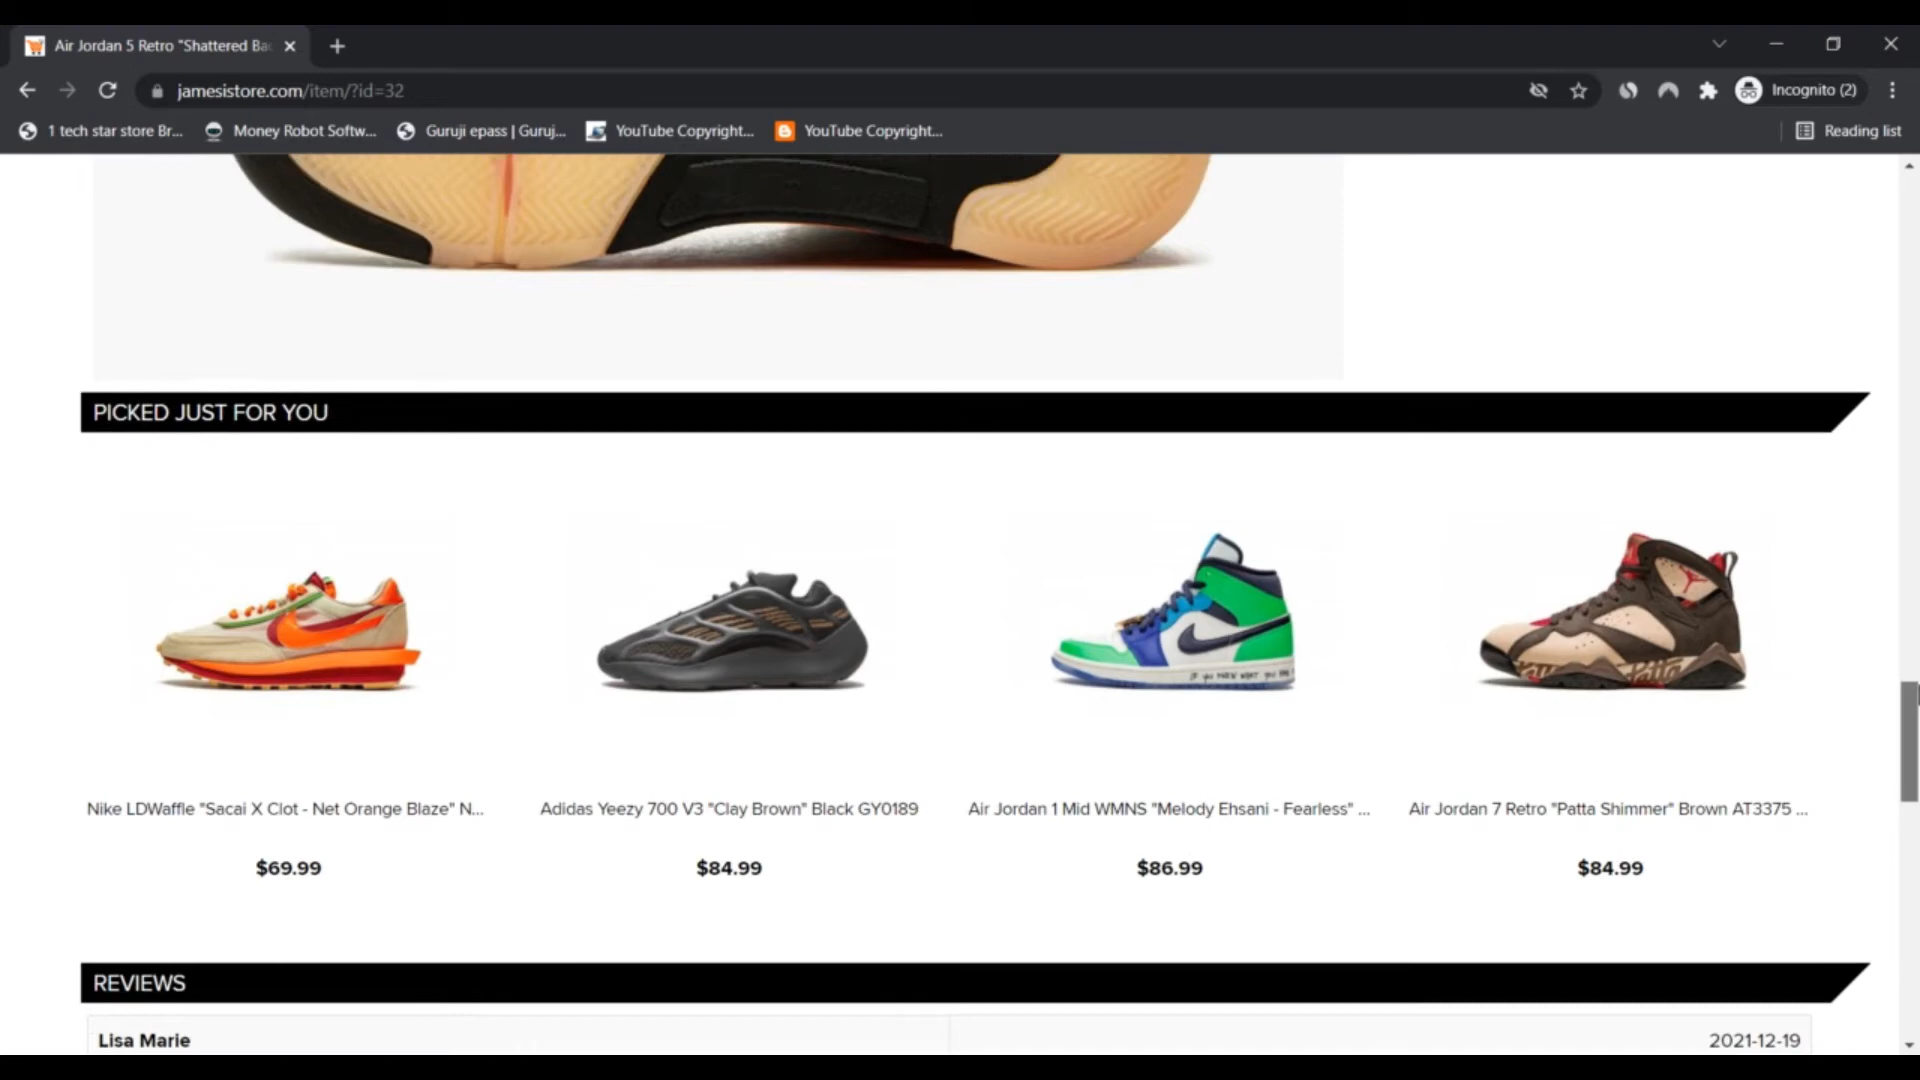 Air Jordan 5 Retro "Shattered Ba
jamesistore.com/item/?id=32
Incognito (2)
1 tech star store Br...
Money Robot Softw...
Guruji epass | Guruj...
YouTube Copyright...
YouTube Copyright...
Reading list
PICKED JUST FOR YOU
Nike LDWaffle "Sacai X Clot - Net Orange Blaze" N...
Adidas Yeezy 700 V3 "Clay Brown" Black GY0189
Air Jordan 1 Mid WMNS "Melody Ehsani - Fearless" ...
Air Jordan 7 Retro "Patta Shimmer" Brown AT3375 ...
$69.99
$84.99
$86.99
$84.99
REVIEWS
Lisa Marie
2021-12-19